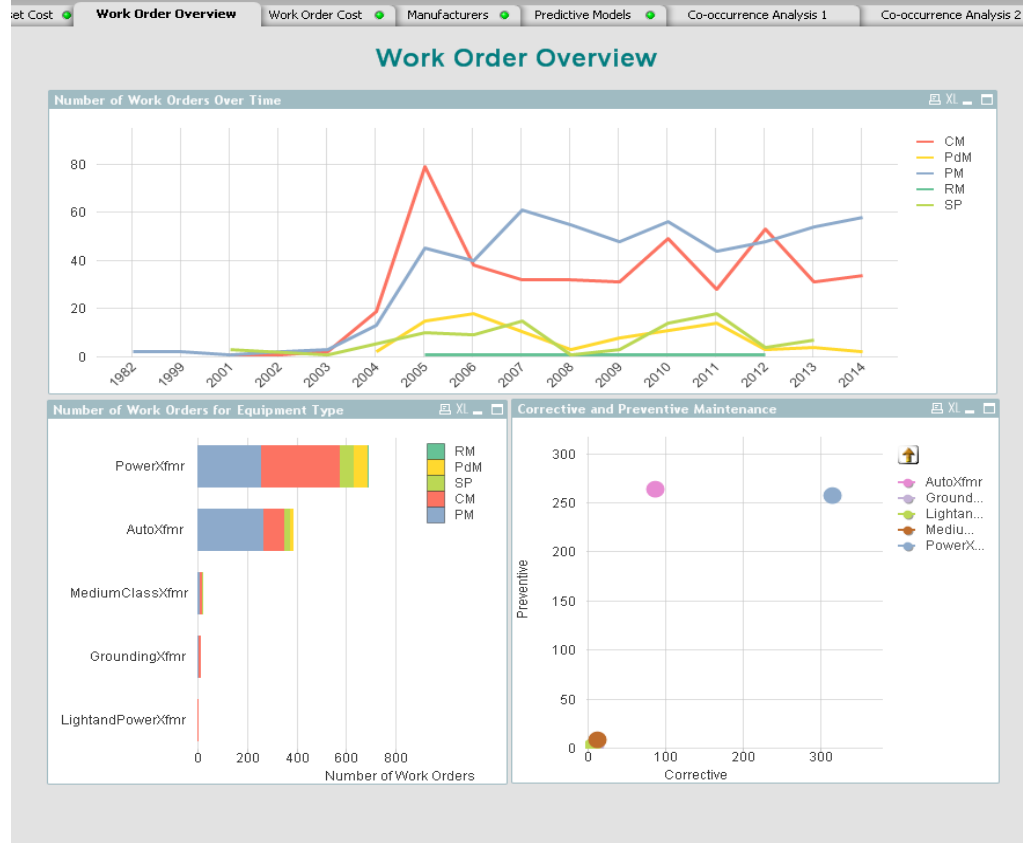 et Cost
Work Order Overview
Work Order Cost
Manufacturers
Predictive Models
Co-occurrence Analysis 1
Co-occurrence Analysis 2
Work Order Overview
Number of Work Orders Over Time
XL
80
60
40
20
0
1982
1999
2001
2002
2003
2004
2005
2006
2007
2008
2009
2010
2011
2012
2013
2014
CM
PdM
PM
RM
SP
Number of Work Orders for Equipment Type
XL
PowerXfmr
AutoXfmr
MediumClassXfmr
GroundingXfmr
LightandPowerXfmr
0
200
400
600
800
Number of Work Orders
RM
PdM
SP
CM
PM
Corrective and Preventive Maintenance
XL
300
250
200
150
100
50
0
Preventive
0
100
200
300
Corrective
AutoXfmr
Ground...
Lightan...
Mediu...
PowerX...